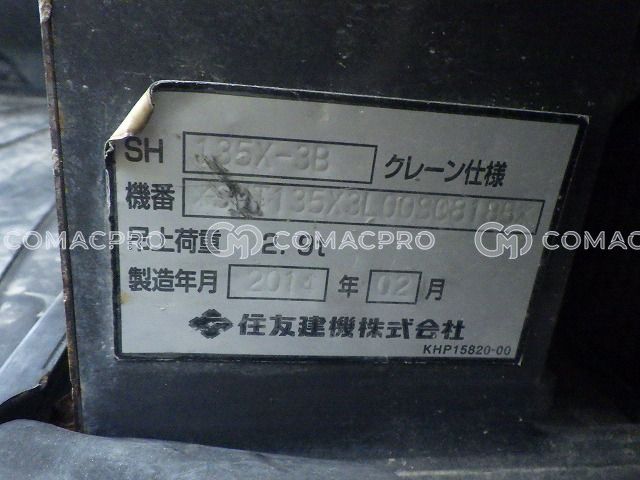 SH 135X-3B クレーン仕様
機番
吊上荷重 2.9t
COMACPRO COMACPRO COMACPRO
製造年月 2014 年 02 月
住友建機株式会社
KHP15820-00